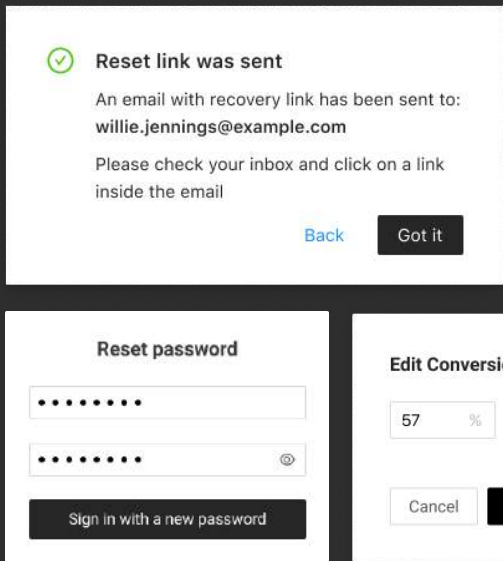 Reset link was sent
An email with recovery link has been sent to:
willie.jennings@example.com
Please check your inbox and click on a link
inside the email
Back
Got it
Reset password
Sign in with a new password
Edit
57 %
Cancel